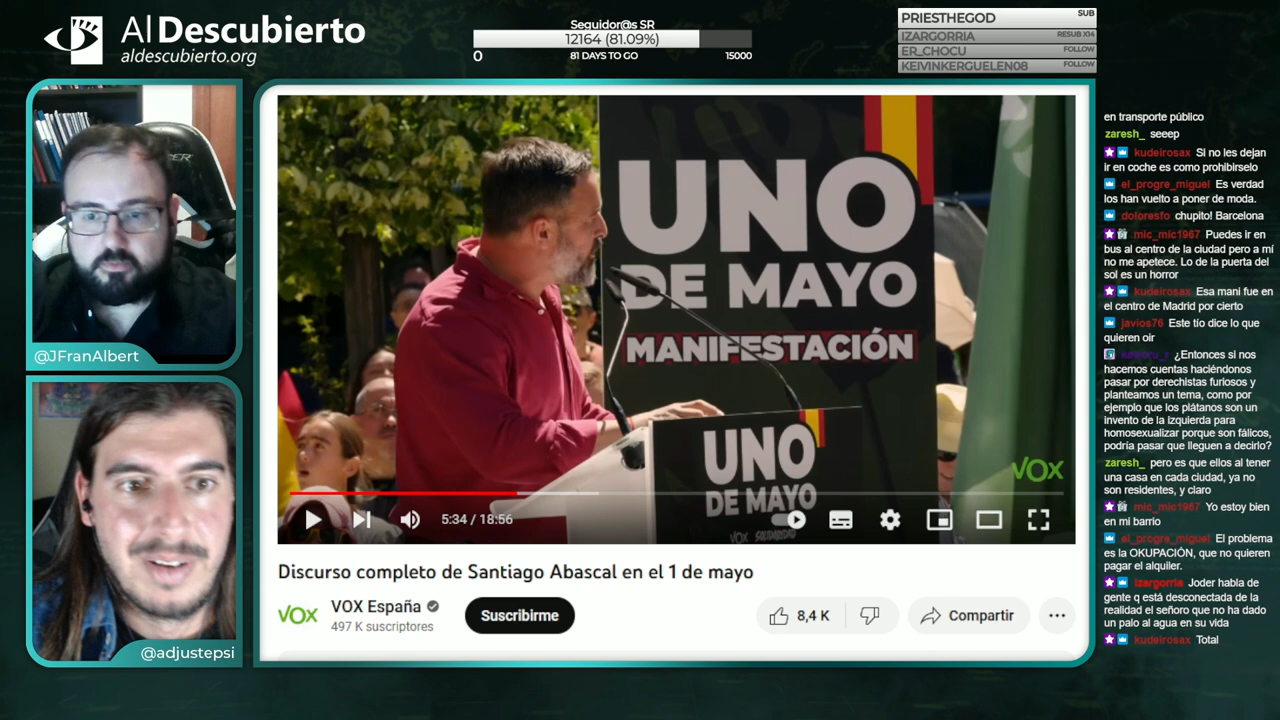 Al Descubierto
aldescubierto.org
Seguidor@s SR
12164 (81.09%)
0
81 DAYS TO GO
15000
PRIESTHEGOD SUB
IZARGORRIA RESUB X14
ER_CHOCU FOLLOW
KEIVINKERGUELEN08 FOLLOW
@JFranAlbert
@adjustepsi
UNO
DE MAYO
MANIFESTACIÓN
UNO
DE MAYO
VOX SOLIDARIDAD
VOX
5:34 / 18:56
Discurso completo de Santiago Abascal en el 1 de mayo
VOX
VOX España
497 K suscriptores
Suscribirme
8,4 K
Compartir
en transporte público
zaresh_ seeep
kudeirosax Si no les dejan
ir en coche es como prohibirselo
el_progre_miguel Es verdad
los han vuelto a poner de moda.
doloresfo chupito! Barcelona
mic_mic1967 Puedes ir en
bus al centro de la ciudad pero a mí
no me apetece. Lo de la puerta del
sol es un horror
kudeirosax Esa mani fue en
el centro de Madrid por cierto
javios76 Este tío dice lo que
quieren oir
¿Entonces si nos
hacemos cuentas haciéndonos
pasar por derechistas furiosos y
planteamos un tema, como por
ejemplo que los plátanos son un
invento de la izquierda para
homosexualizar porque son fálicos,
podría pasar que lleguen a decirlo?
zaresh_ pero es que ellos al tener
una casa en cada ciudad, ya no
son residentes, y claro
mic_mic1967 Yo estoy bien
en mi barrio
el_progre_miguel El problema
es la OKUPACIÓN, que no quieren
pagar el alquiler.
izargorria Joder habla de
gente q está desconectada de la
realidad el señoro que no ha dado
un palo al agua en su vida
kudeirosax Total